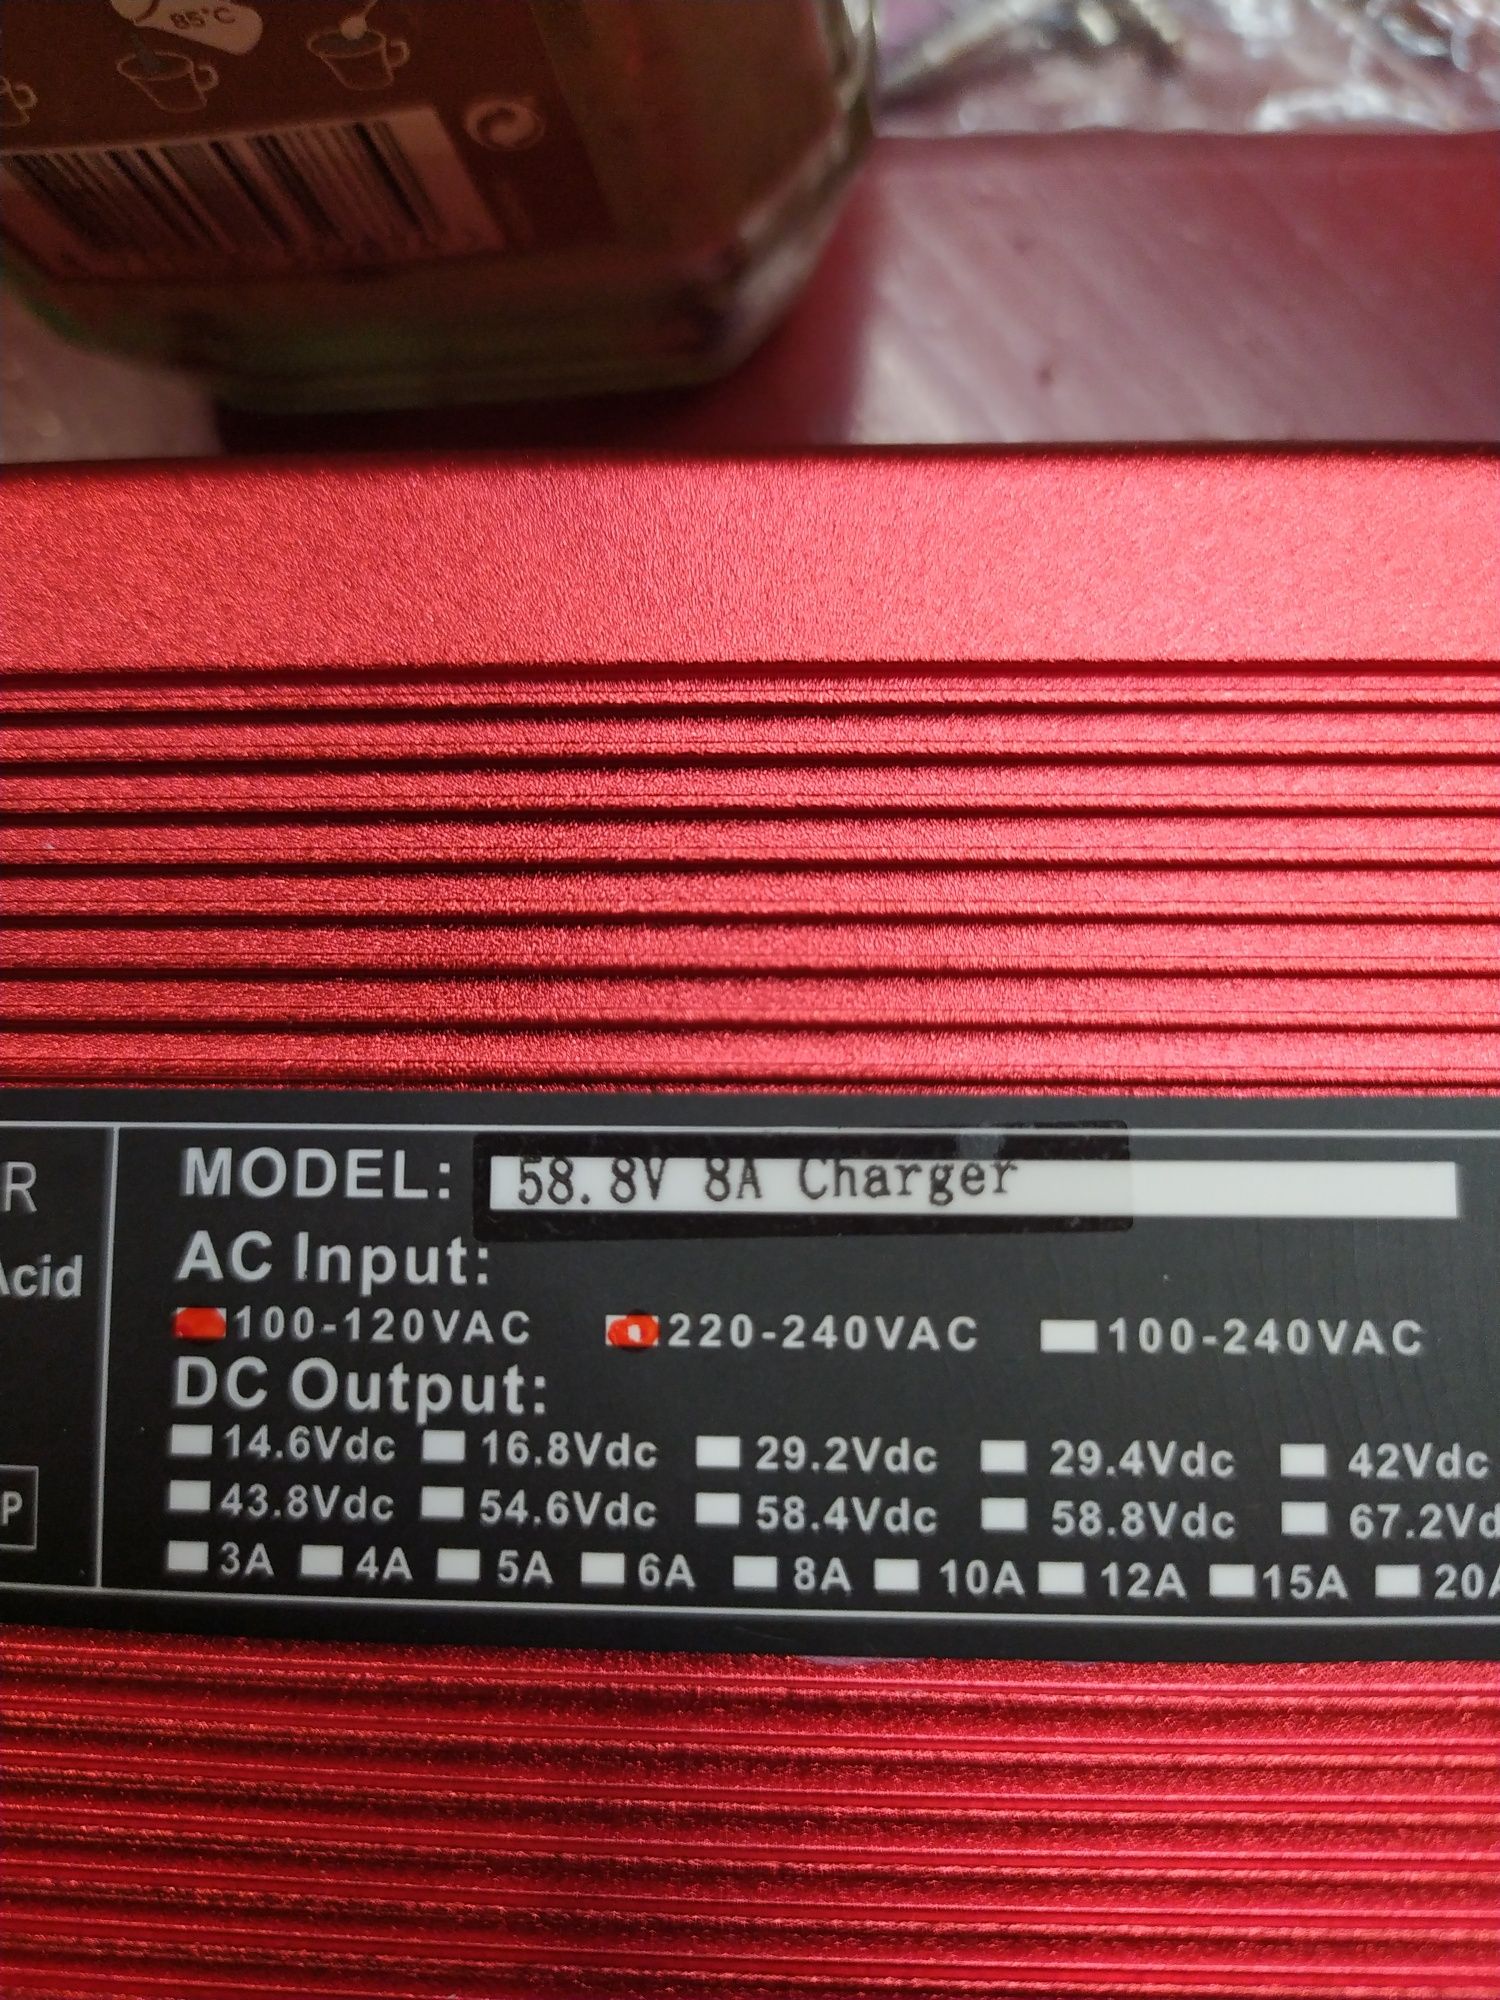 85°C
R
Acid
P
MODEL: 58.8V 8A Charger
AC Input:
100-120VAC 220-240VAC 100-240VAC
DC Output:
14.6Vdc 16.8Vdc 29.2Vdc 29.4Vdc 42Vdc
43.8Vdc 54.6Vdc 58.4Vdc 58.8Vdc 67.2Vd
3A 4A 5A 6A 8A 10A 12A 15A 20A